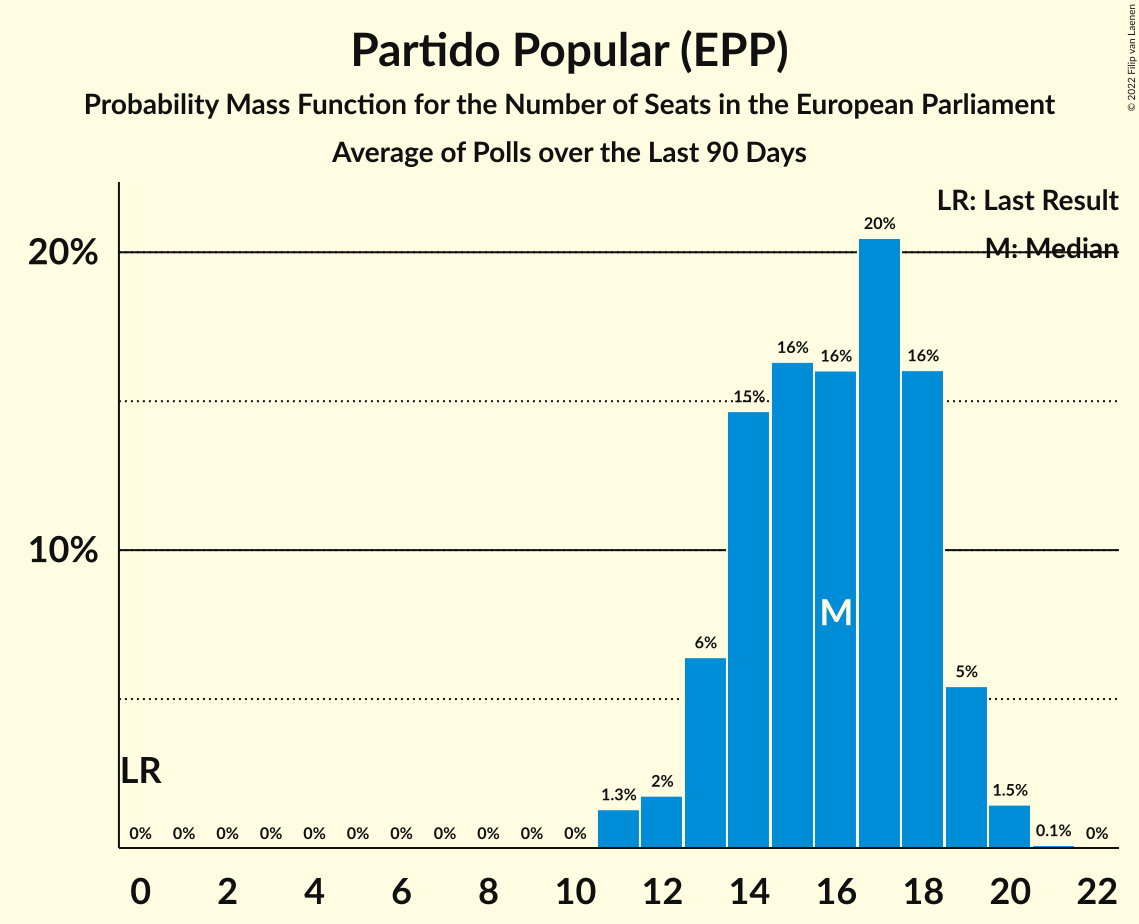 Partido Popular (EPP)
Probability Mass Function for the Number of Seats in the European Parliament
Average of Polls over the Last 90 Days
© 2022 Filip van Laenen
LR: Last Result
M: Median
20%
10%
20%
16%
16%
16%
15%
6%
5%
2%
1.3%
1.5%
0.1%
M
LR
0% 0% 0% 0% 0% 0% 0% 0% 0% 0% 0% 0%
0 2 4 6 8 10 12 14 16 18 20 22